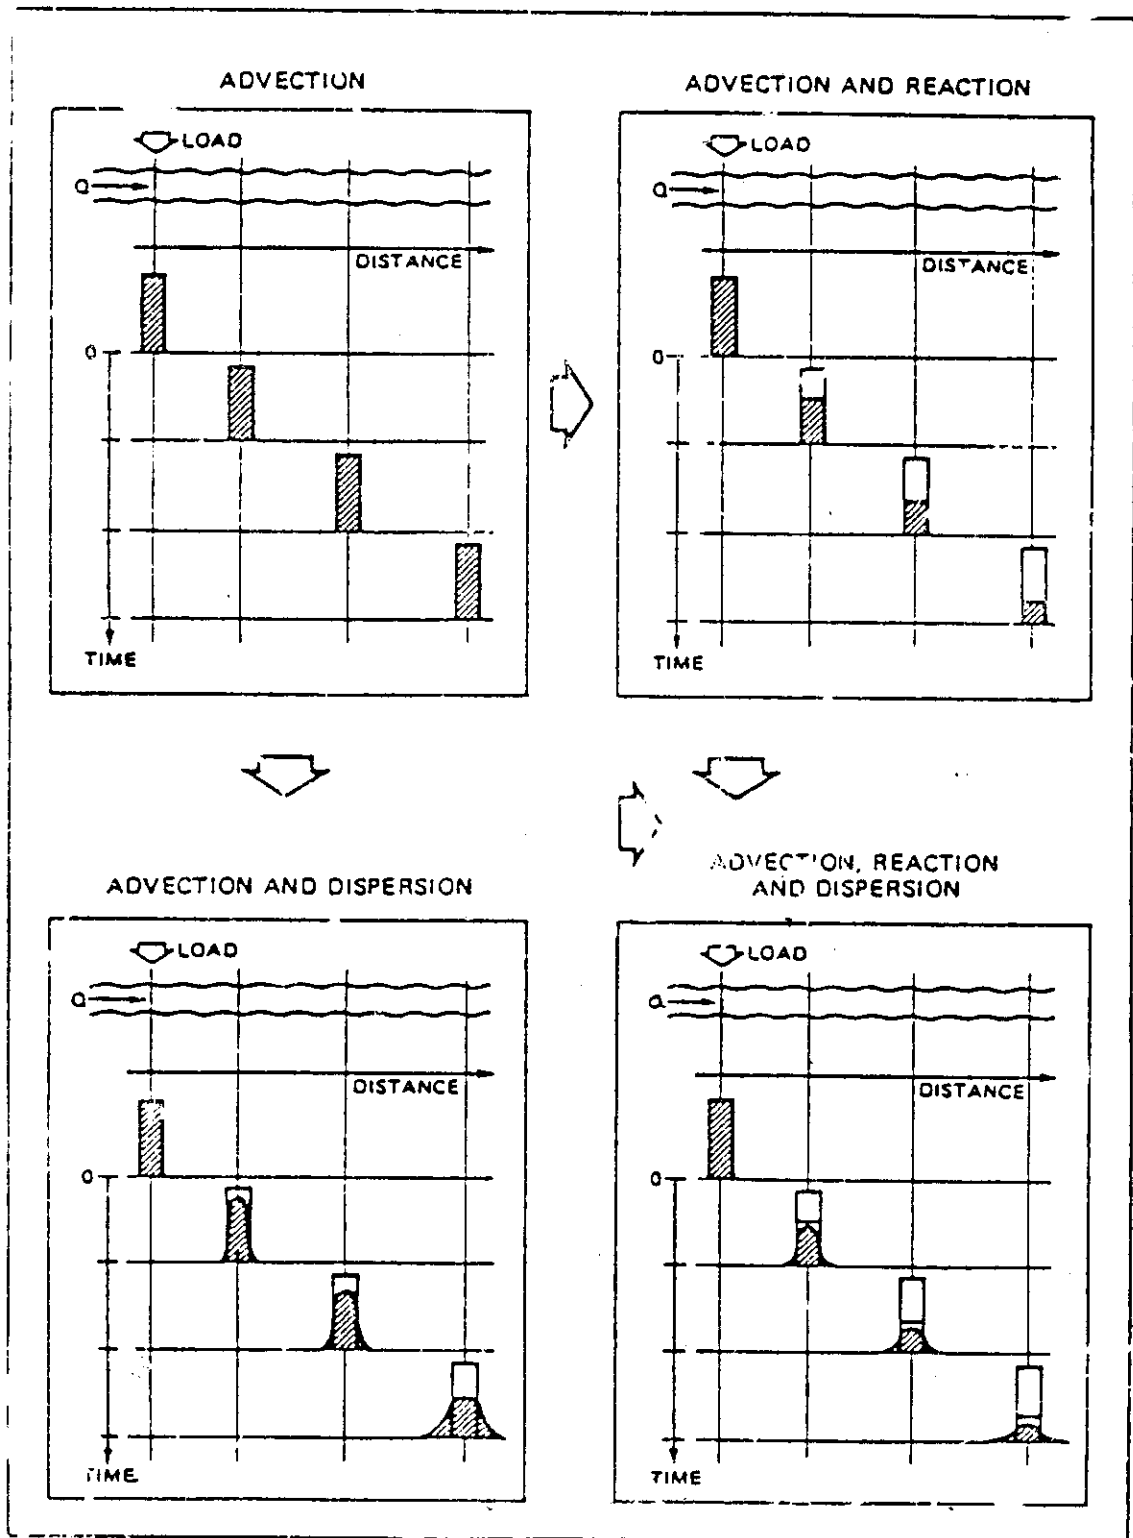 ADVECTION
LOAD
Q
DISTANCE
0
TIME
ADVECTION AND REACTION
LOAD
Q
DISTANCE
0
TIME
ADVECTION AND DISPERSION
LOAD
Q
DISTANCE
0
TIME
ADVECTION, REACTION
AND DISPERSION
LOAD
Q
DISTANCE
0
TIME